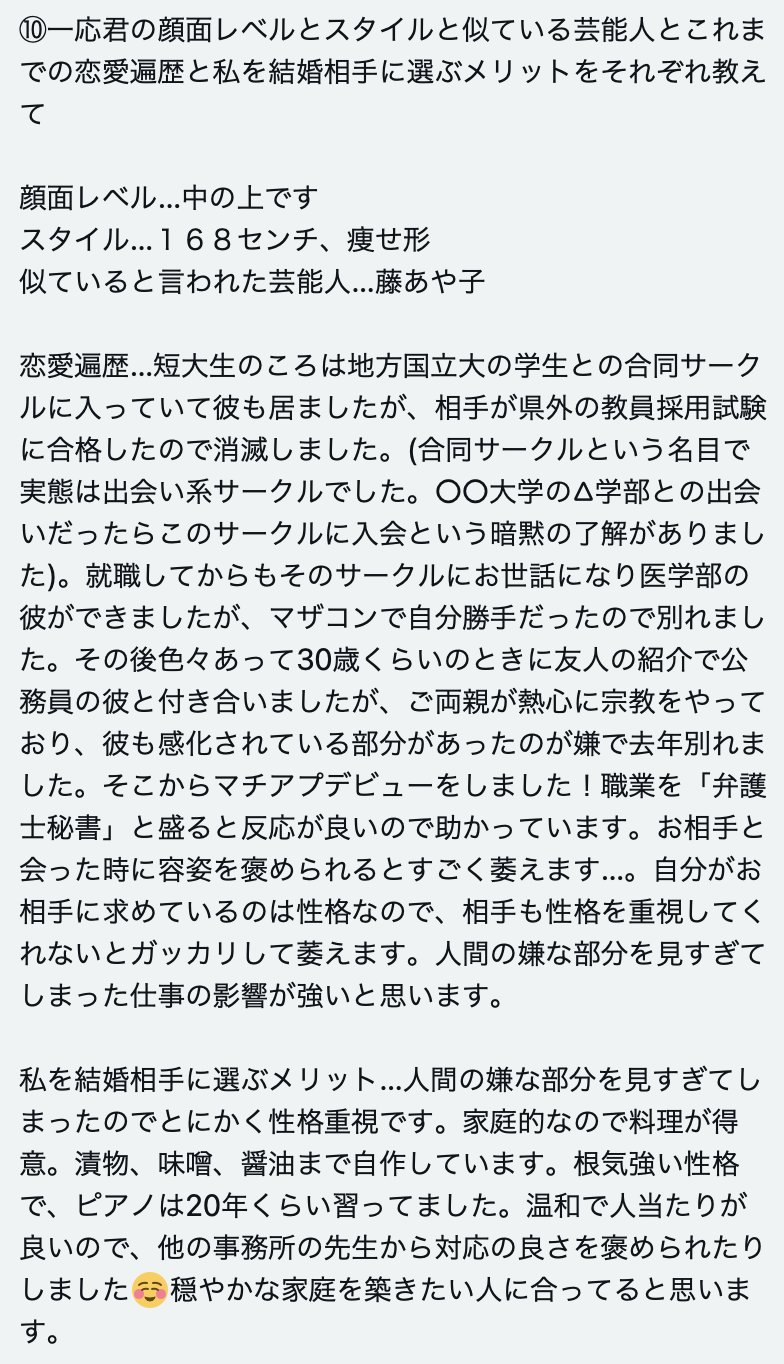 ⑩一応君の顔面レベルとスタイルと似ている芸能人とこれま
での恋愛遍歴と私を結婚相手に選ぶメリットをそれぞれ教え
て
顔面レベル...中の上です
スタイル...１６８センチ、痩せ形
似ていると言われた芸能人...藤あや子
恋愛遍歴...短大生のころは地方国立大の学生との合同サーク
ルに入っていて彼も居ましたが、相手が県外の教員採用試験
に合格したので消滅しました。(合同サークルという名目で
実態は出会い系サークルでした。〇〇大学のΔ学部との出会
いだったらこのサークルに入会という暗黙の了解がありまし
た)。就職してからもそのサークルにお世話になり医学部の
彼ができましたが、マザコンで自分勝手だったので別れまし
た。その後色々あって30歳くらいのときに友人の紹介で公
務員の彼と付き合いましたが、ご両親が熱心に宗教をやって
おり、彼も感化されている部分があったのが嫌で去年別れま
した。そこからマチアプデビューをしました！職業を「弁護
士秘書」と盛ると反応が良いので助かっています。お相手と
会った時に容姿を褒められるとすごく萎えます...。自分がお
相手に求めているのは性格なので、相手も性格を重視してく
れないとガッカリして萎えます。人間の嫌な部分を見すぎて
しまった仕事の影響が強いと思います。
私を結婚相手に選ぶメリット...人間の嫌な部分を見すぎてし
まったのでとにかく性格重視です。家庭的なので料理が得
意。漬物、味噌、醤油まで自作しています。根気強い性格
で、ピアノは20年くらい習ってました。温和で人当たりが
良いので、他の事務所の先生から対応の良さを褒められたり
しました☺️穏やかな家庭を築きたい人に合ってると思いま
す。